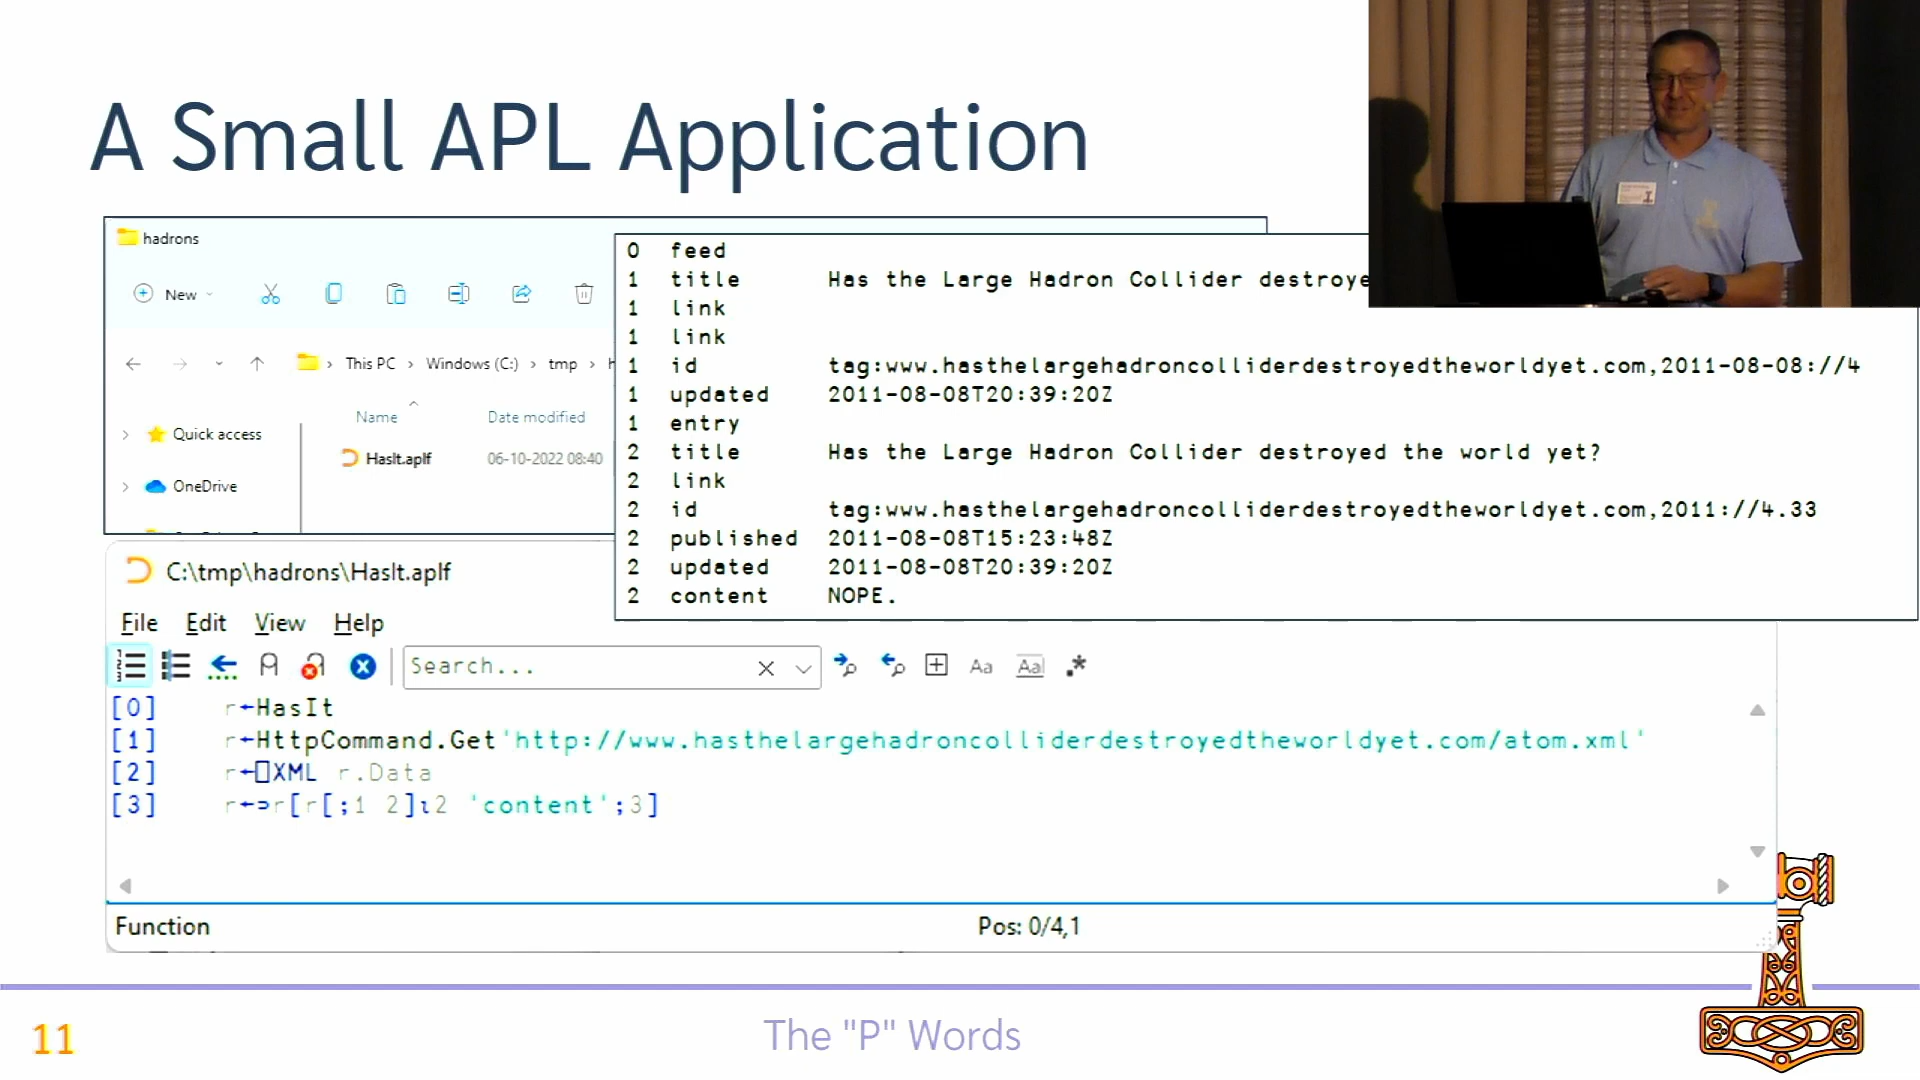 A Small APL Application
hadrons
New
This PC > Windows (C:) > tmp > h
Name Date modified
Quick access
HasIt.aplf 06-10-2022 08:40
OneDrive
0 feed
1 title Has the Large Hadron Collider destroye
1 link
1 link
1 id tag:www.hasthelargehadroncolliderdestroyedtheworldyet.com,2011-08-08://4
1 updated 2011-08-08T20:39:20Z
1 entry
2 title Has the Large Hadron Collider destroyed the world yet?
2 link
2 id tag:www.hasthelargehadroncolliderdestroyedtheworldyet.com,2011://4.33
2 published 2011-08-08T15:23:48Z
2 updated 2011-08-08T20:39:20Z
2 content NOPE.
C:\tmp\hadrons\HasIt.aplf
File Edit View Help
Search...
Aa Aa
[0] r←HasIt
[1] r←HttpCommand.Get'http://www.hasthelargehadroncolliderdestroyedtheworldyet.com/atom.xml'
[2] r←⎕XML r.Data
[3] r←⊃r[r[;1 2]⍳2 'content';3]
Function Pos: 0/4,1
11
The "P" Words